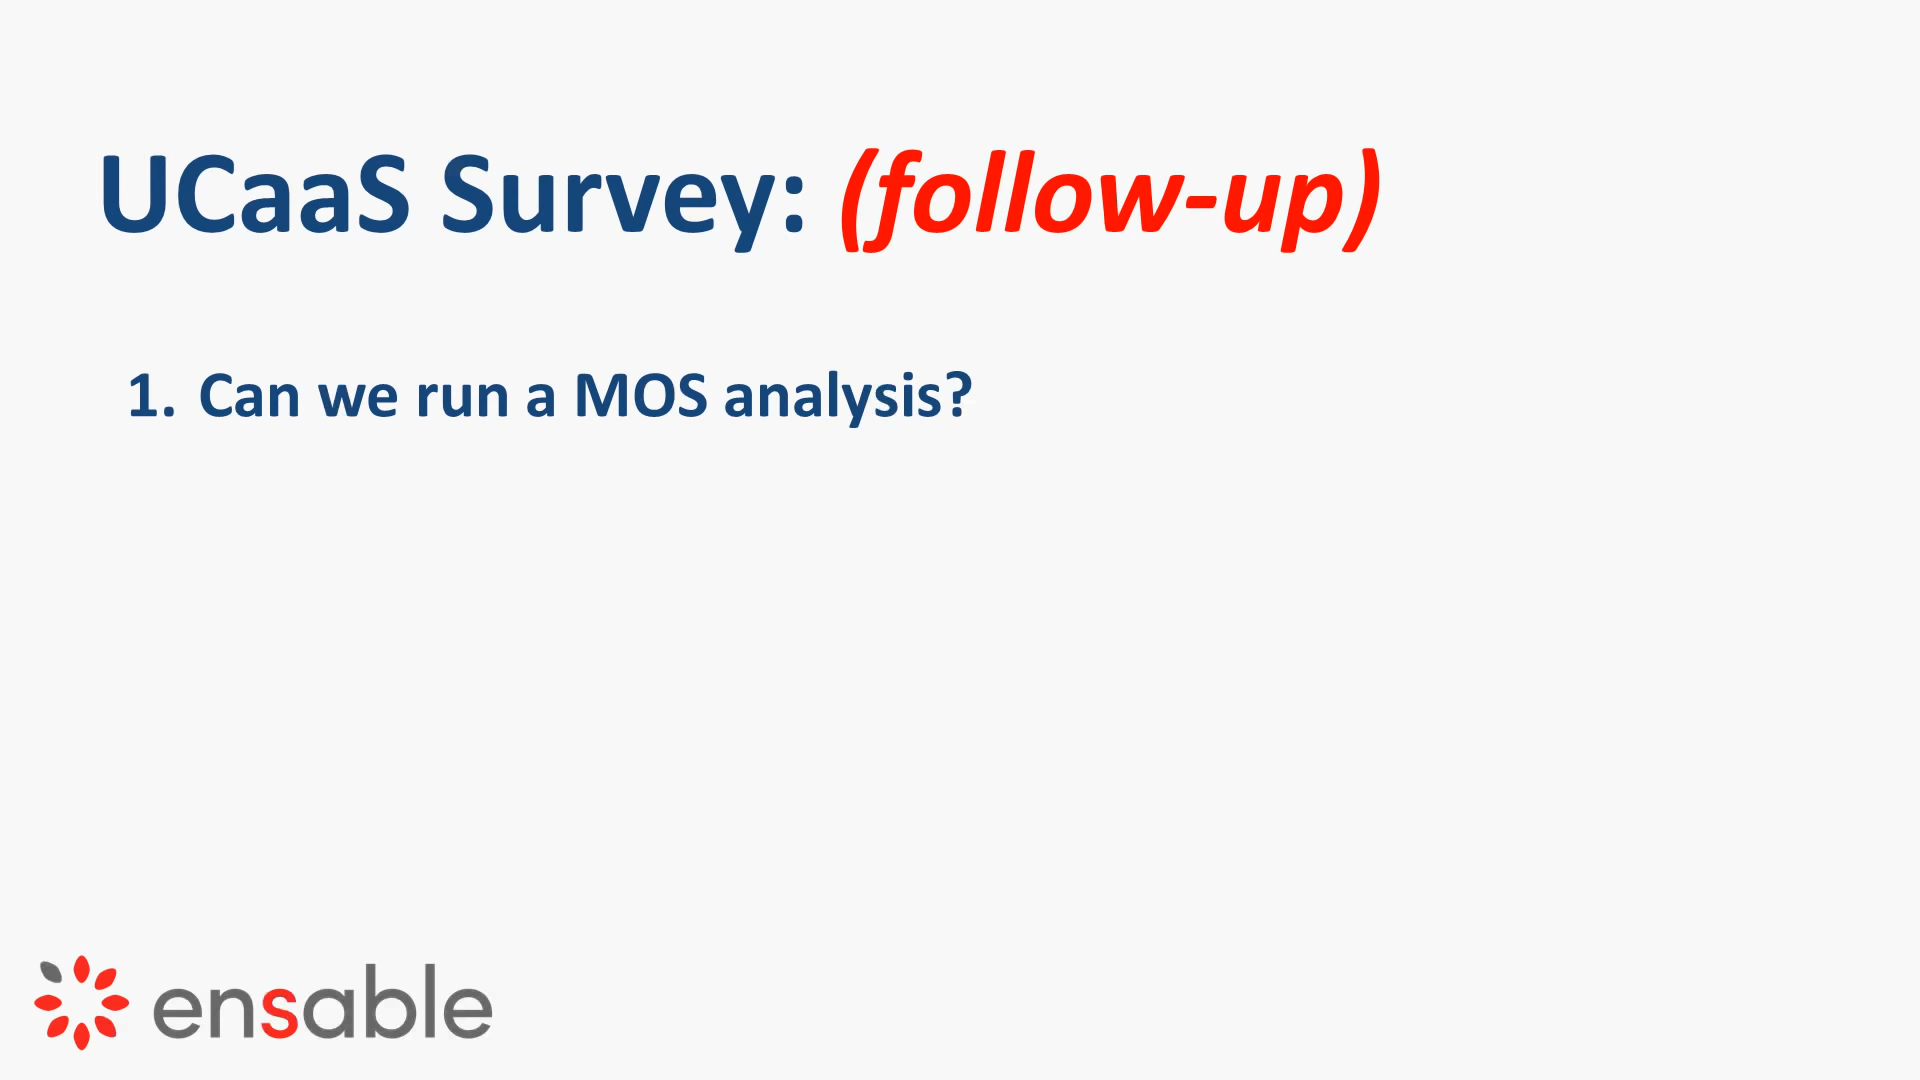 UCaaS Survey: (follow-up)
1. Can we run a MOS analysis?
ensable